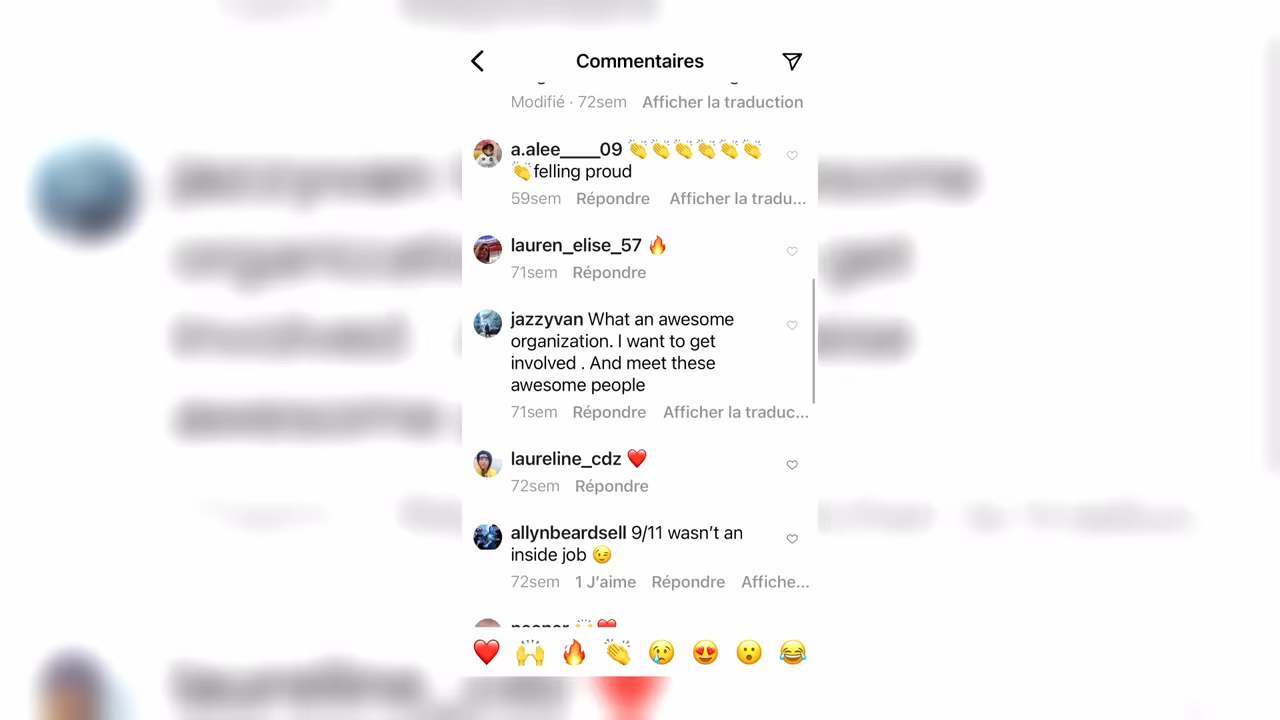 Commentaires
Modifié · 72sem Afficher la traduction
a.alee____09 👏👏👏👏👏👏
👏felling proud
59sem Répondre Afficher la tradu...
lauren_elise_57 🔥
71sem Répondre
jazzyvan What an awesome
organization. I want to get
involved . And meet these
awesome people
71sem Répondre Afficher la traduc...
laureline_cdz ❤️
72sem Répondre
allynbeardsell 9/11 wasn’t an
inside job 😉
72sem 1 J’aime Répondre Affiche...